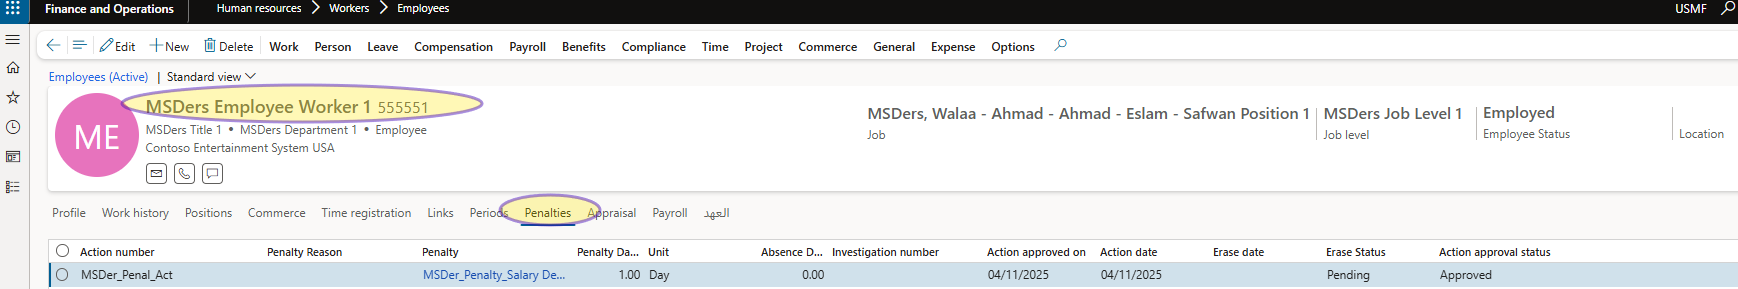 Finance and Operations Human resources > Workers > Employees USMF
Edit New Delete Work Person Leave Compensation Payroll Benefits Compliance Time Project Commerce General Expense Options
Employees (Active) | Standard view
ME
MSDers Employee Worker 1 555551
MSDers Title 1 • MSDers Department 1 • Employee
Contoso Entertainment System USA
MSDers, Walaa - Ahmad - Ahmad - Eslam - Safwan Position 1
Job
MSDers Job Level 1
Job level
Employed
Employee Status
Location
Profile Work history Positions Commerce Time registration Links Periods Penalties Appraisal Payroll العهد
Action number Penalty Reason Penalty Penalty Da... Unit Absence D... Investigation number Action approved on Action date Erase date Erase Status Action approval status
MSDer_Penal_Act MSDer_Penalty_Salary De... 1.00 Day 0.00 04/11/2025 04/11/2025 Pending Approved